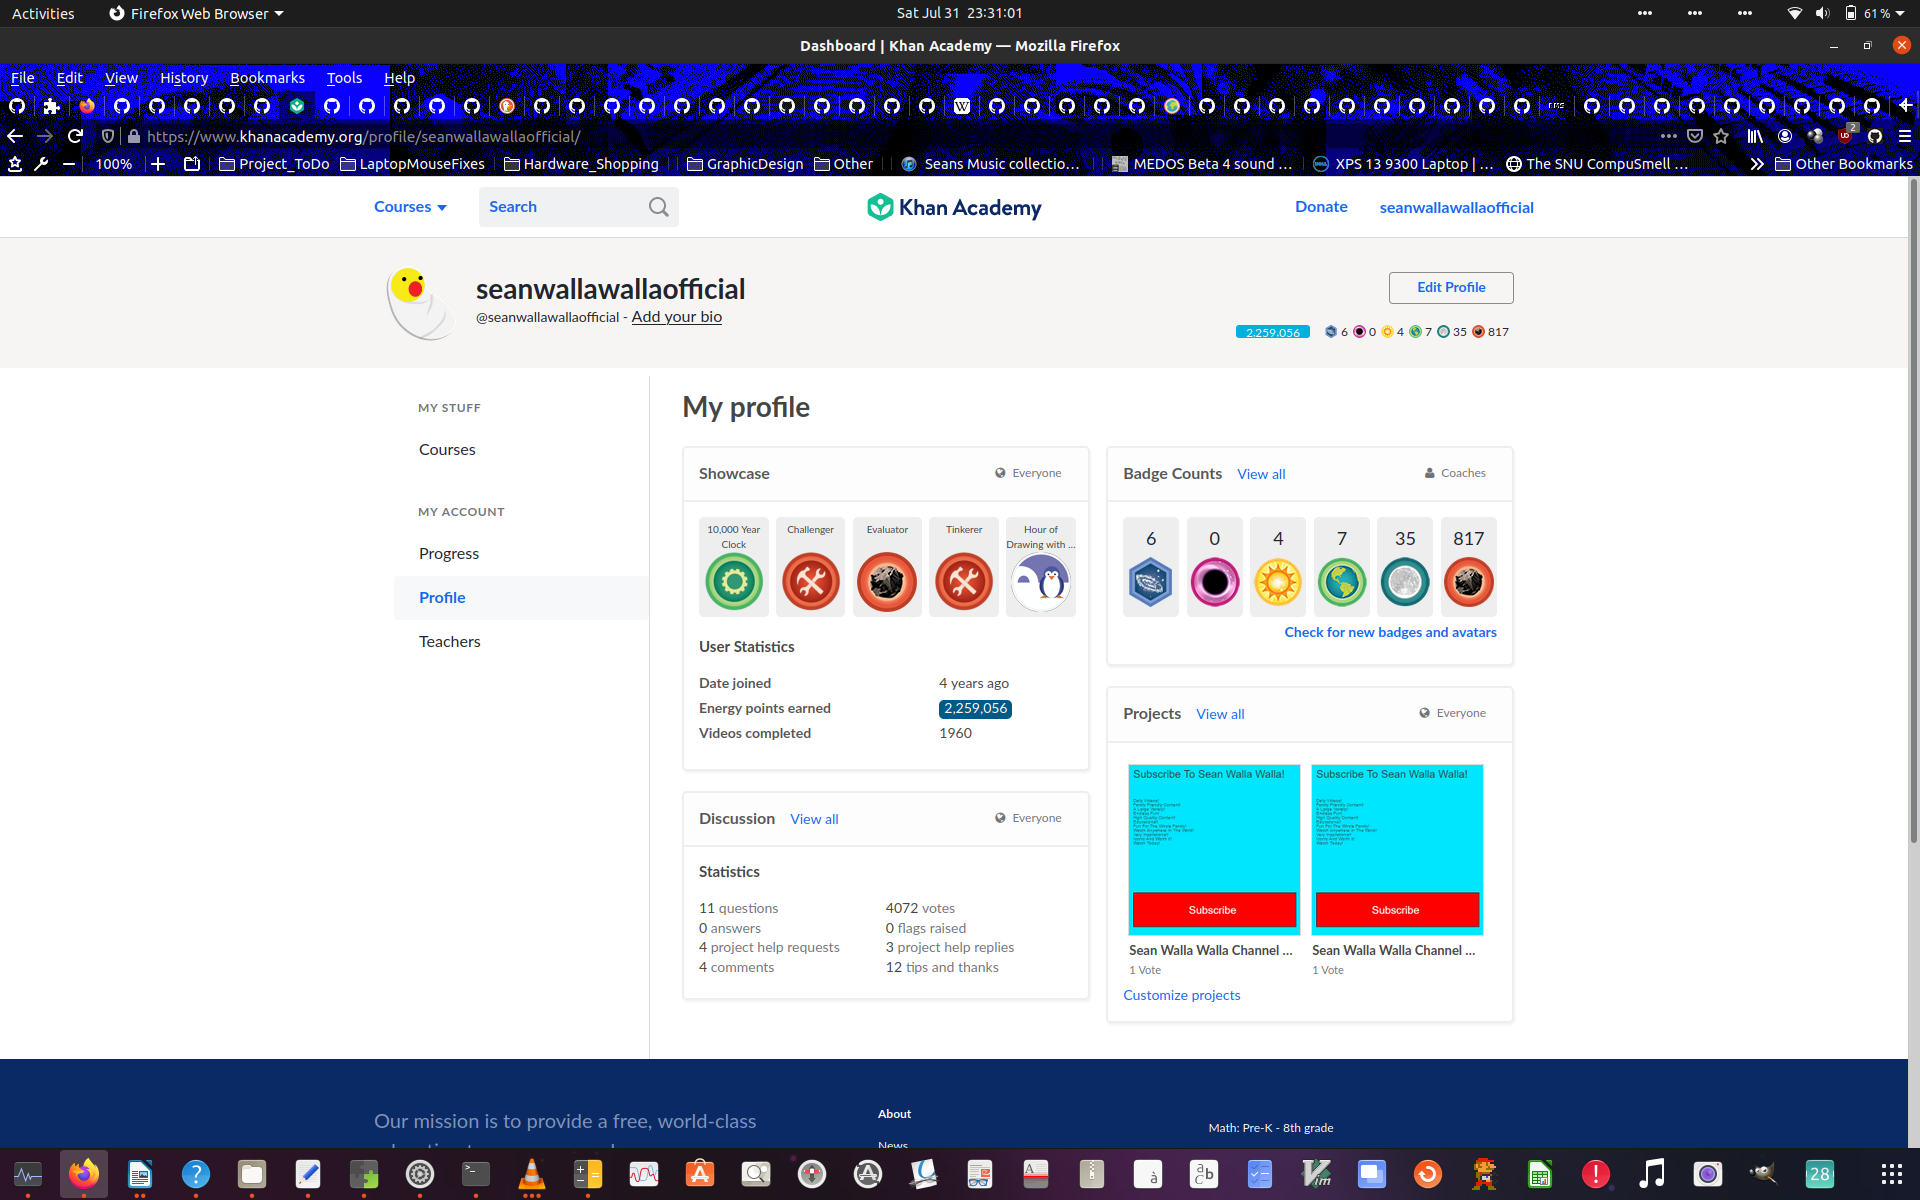 Activities
Firefox Web Browser
Sat Jul 31 23:31:01
61 %
Dashboard | Khan Academy — Mozilla Firefox
File Edit View History Bookmarks Tools Help
https://www.khanacademy.org/profile/seanwallawallaofficial/
2
100%
Project_ToDo
LaptopMouseFixes
Hardware_Shopping
GraphicDesign
Other
Seans Music collectio...
MEDOS Beta 4 sound ...
XPS 13 9300 Laptop | ...
The SNU CompuSmell ...
Other Bookmarks
Courses
Search
Khan Academy
Donate
seanwallawallaofficial
seanwallawallaofficial
@seanwallawallaofficial - Add your bio
Edit Profile
2,259,056
6 0 4 7 35 817
MY STUFF
Courses
MY ACCOUNT
Progress
Profile
Teachers
My profile
Showcase
Everyone
10,000 Year Clock
Challenger
Evaluator
Tinkerer
Hour of Drawing with ...
User Statistics
Date joined 4 years ago
Energy points earned 2,259,056
Videos completed 1960
Discussion View all
Everyone
Statistics
11 questions 4072 votes
0 answers 0 flags raised
4 project help requests 3 project help replies
4 comments 12 tips and thanks
Badge Counts View all
Coaches
6 0 4 7 35 817
Check for new badges and avatars
Projects View all
Everyone
Subscribe To Sean Walla Walla!
Subscribe
Sean Walla Walla Channel ...
1 Vote
Subscribe To Sean Walla Walla!
Subscribe
Sean Walla Walla Channel ...
1 Vote
Customize projects
Our mission is to provide a free, world-class
About
News
Math: Pre-K - 8th grade
28